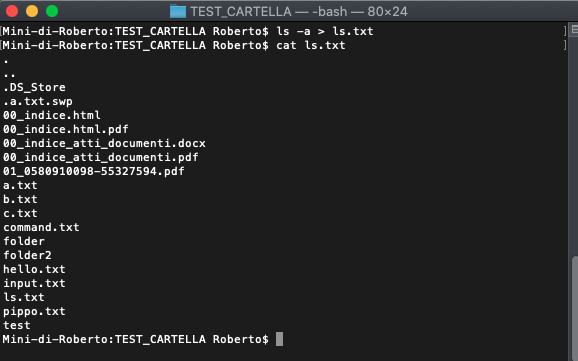 TEST_CARTELLA — -bash — 80×24
[Mini-di-Roberto:TEST_CARTELLA Roberto$ ls -a > ls.txt ]
[Mini-di-Roberto:TEST_CARTELLA Roberto$ cat ls.txt ]
.
..
.DS_Store
.a.txt.swp
00_indice.html
00_indice.html.pdf
00_indice_atti_documenti.docx
00_indice_atti_documenti.pdf
01_0580910098-55327594.pdf
a.txt
b.txt
c.txt
command.txt
folder
folder2
hello.txt
input.txt
ls.txt
pippo.txt
test
Mini-di-Roberto:TEST_CARTELLA Roberto$